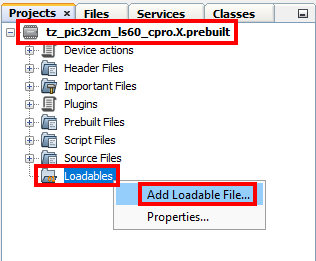 Projects x Files Services Classes
tz_pic32cm_ls60_cpro.X.prebuilt
Device actions
Header Files
Important Files
Plugins
Prebuilt Files
Script Files
Source Files
Loadables
Add Loadable File...
Properties...